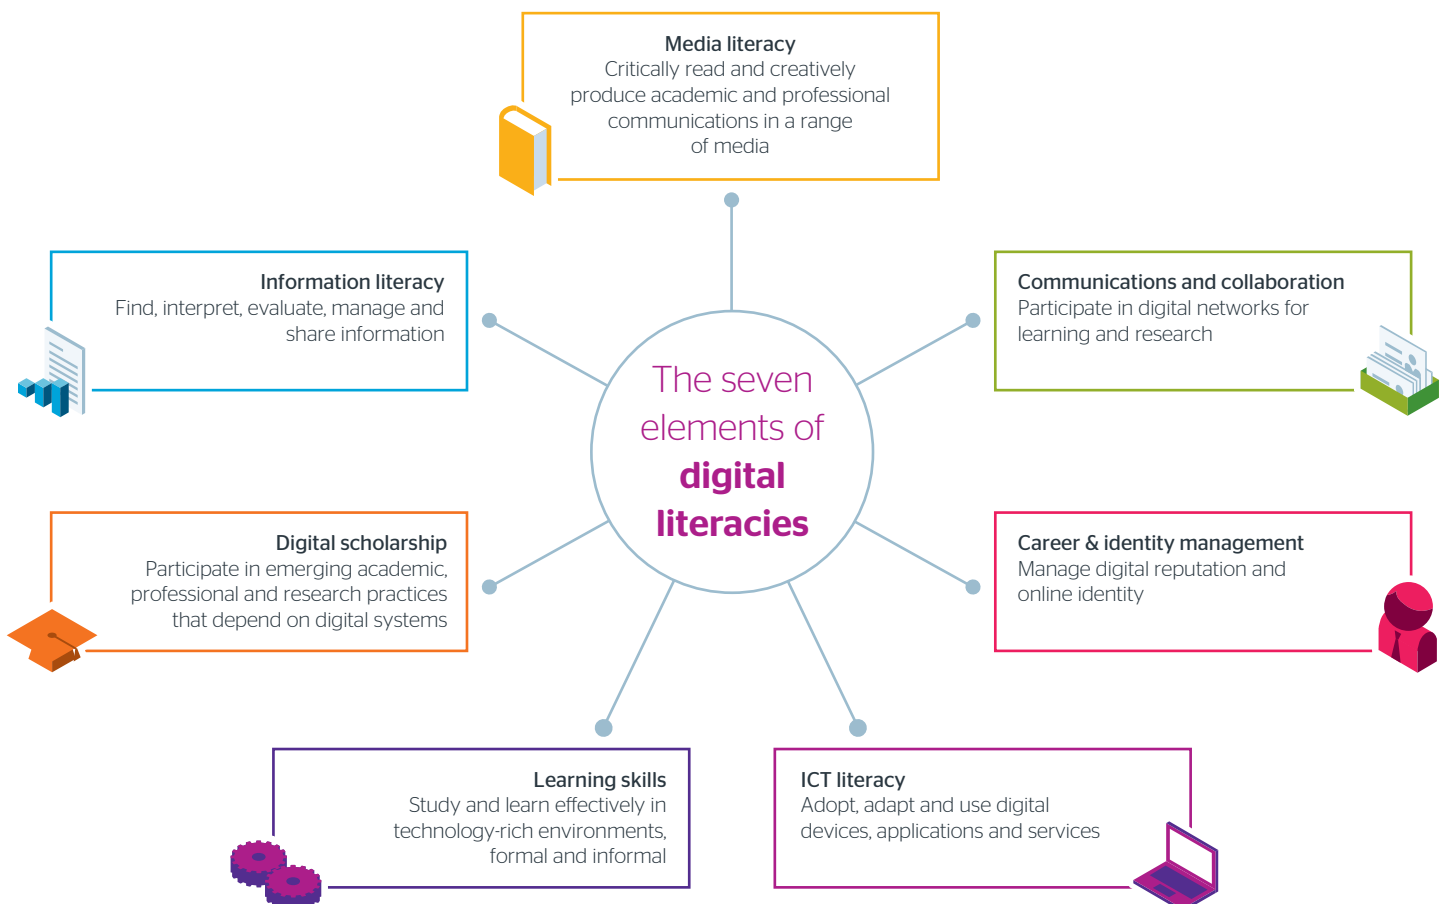 Media literacy
Critically read and creatively
produce academic and professional
communications in a range
of media
Information literacy
Find, interpret, evaluate, manage and
share information
Communications and collaboration
Participate in digital networks for
learning and research
The seven
elements of
digital
literacies
Digital scholarship
Participate in emerging academic,
professional and research practices
that depend on digital systems
Career & identity management
Manage digital reputation and
online identity
Learning skills
Study and learn effectively in
technology-rich environments,
formal and informal
ICT literacy
Adopt, adapt and use digital
devices, applications and services